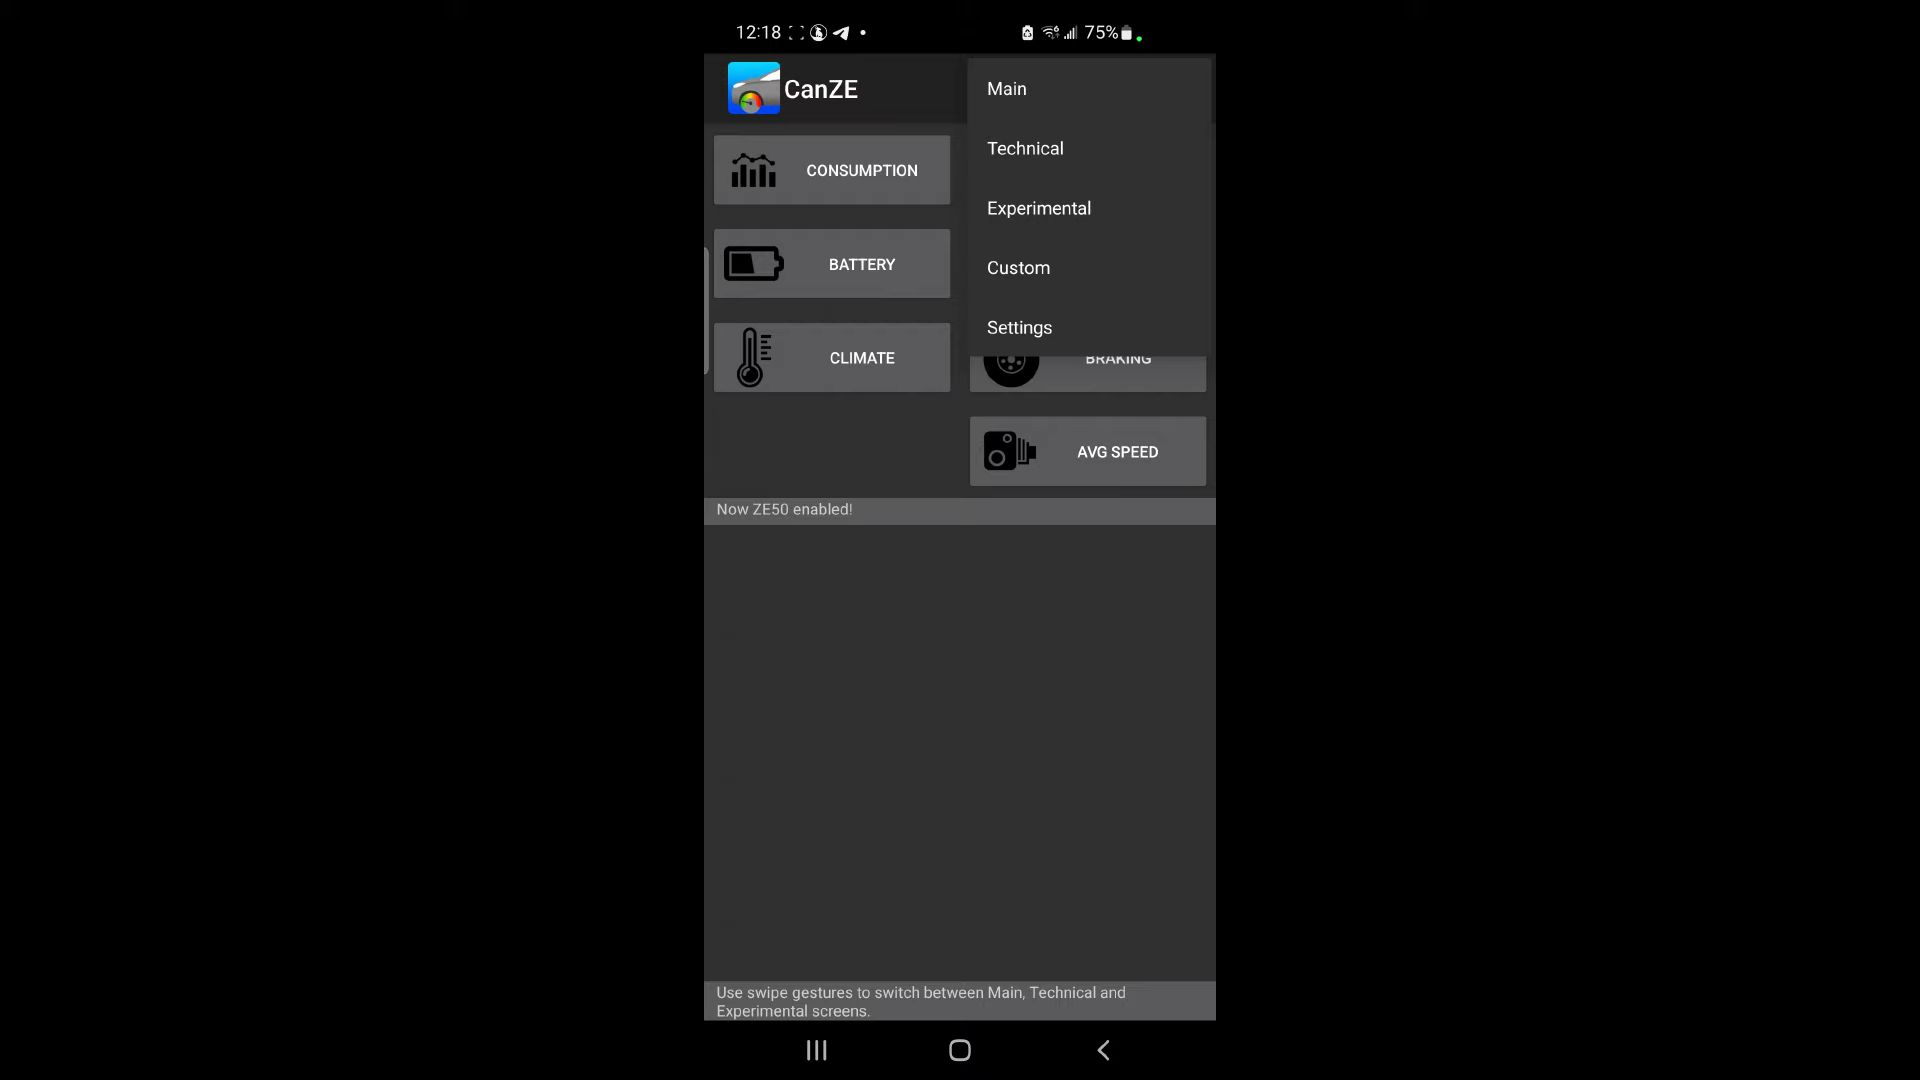 12:18
75%
CanZE
Main
Technical
Experimental
Custom
Settings
CONSUMPTION
BATTERY
CLIMATE
BRAKING
AVG SPEED
Now ZE50 enabled!
Use swipe gestures to switch between Main, Technical and
Experimental screens.